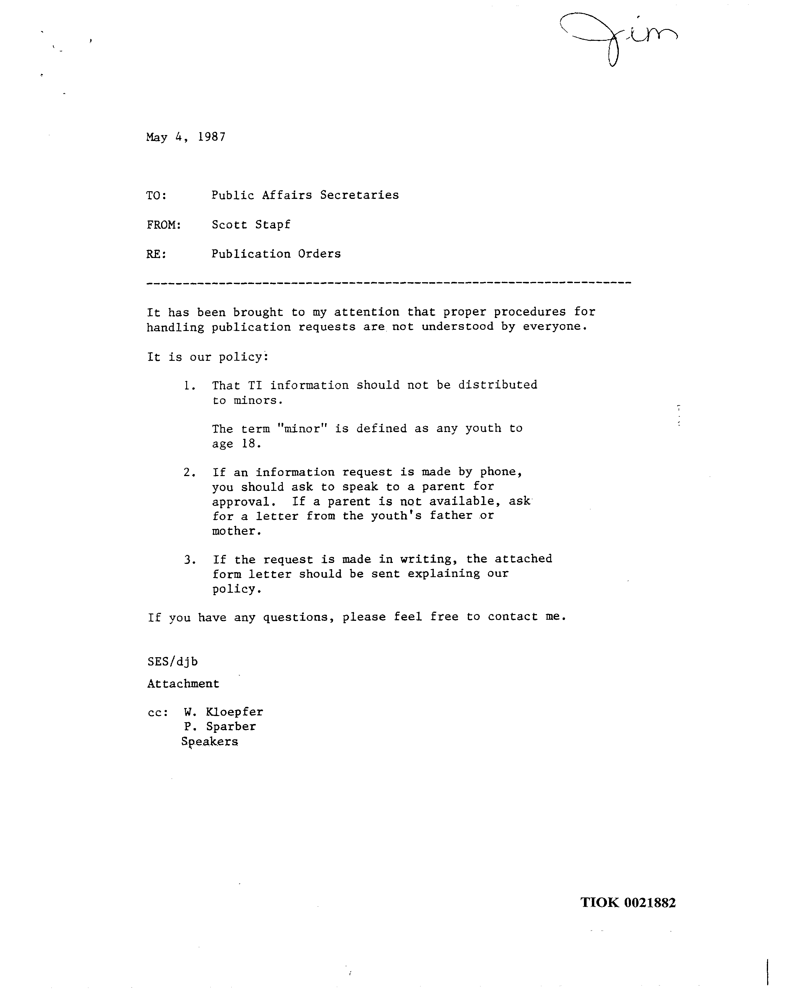 Jim
May 4, 1987
TO: Public Affairs Secretaries
FROM: Scott Stapf
RE: Publication Orders
It has been brought to my attention that proper procedures for
handling publication requests are not understood by everyone.
It is our policy:
1. That TI information should not be distributed
to minors.
The term "minor" is defined as any youth to
age 18.
2. If an information request is made by phone,
you should ask to speak to a parent for
approval. If a parent is not available, ask
for a letter from the youth's father or
mother.
3. If the request is made in writing, the attached
form letter should be sent explaining our
policy.
If you have any questions, please feel free to contact me.
SES/djb
Attachment
cc: W. Kloepfer
P. Sparber
Speakers
TIOK 0021882